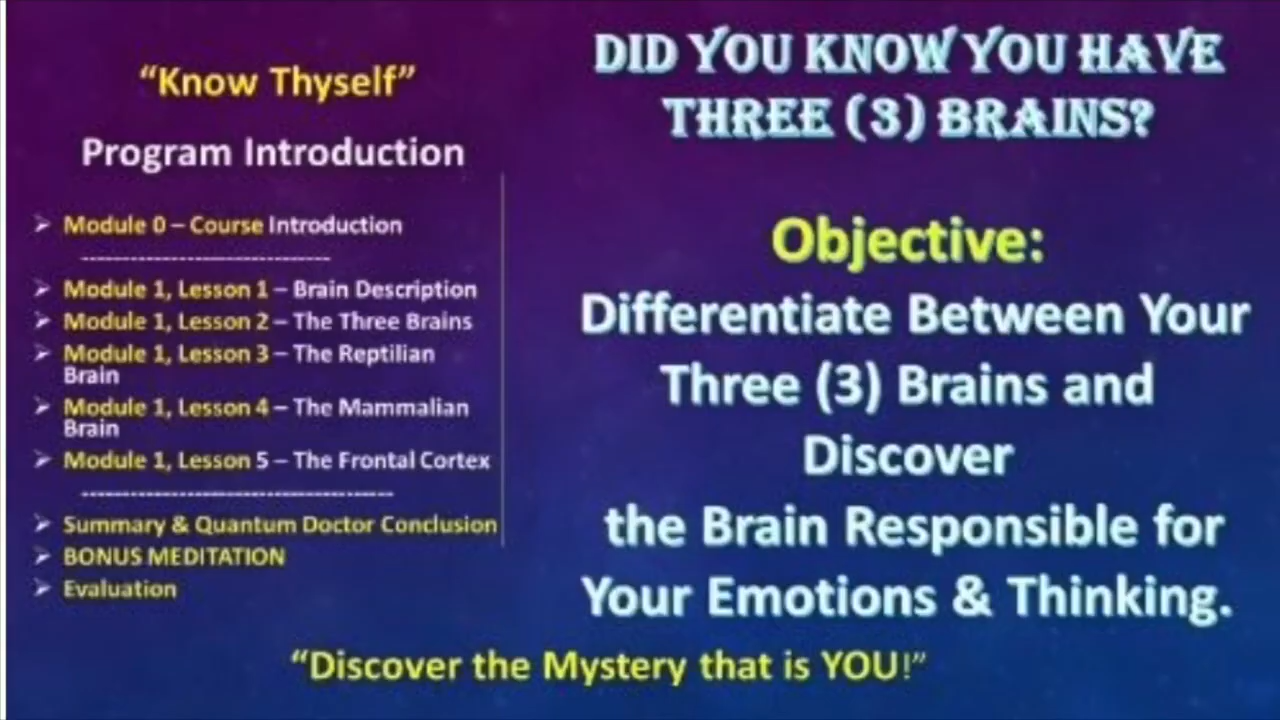 “Know Thyself”
Program Introduction
Module 0 – Course Introduction
-------------------------------
Module 1, Lesson 1 – Brain Description
Module 1, Lesson 2 – The Three Brains
Module 1, Lesson 3 – The Reptilian
Brain
Module 1, Lesson 4 – The Mammalian
Brain
Module 1, Lesson 5 – The Frontal Cortex
---------------------------------------
Summary & Quantum Doctor Conclusion
BONUS MEDITATION
Evaluation
DID YOU KNOW YOU HAVE
THREE (3) BRAINS?
Objective:
Differentiate Between Your
Three (3) Brains and
Discover
the Brain Responsible for
Your Emotions & Thinking.
“Discover the Mystery that is YOU!”